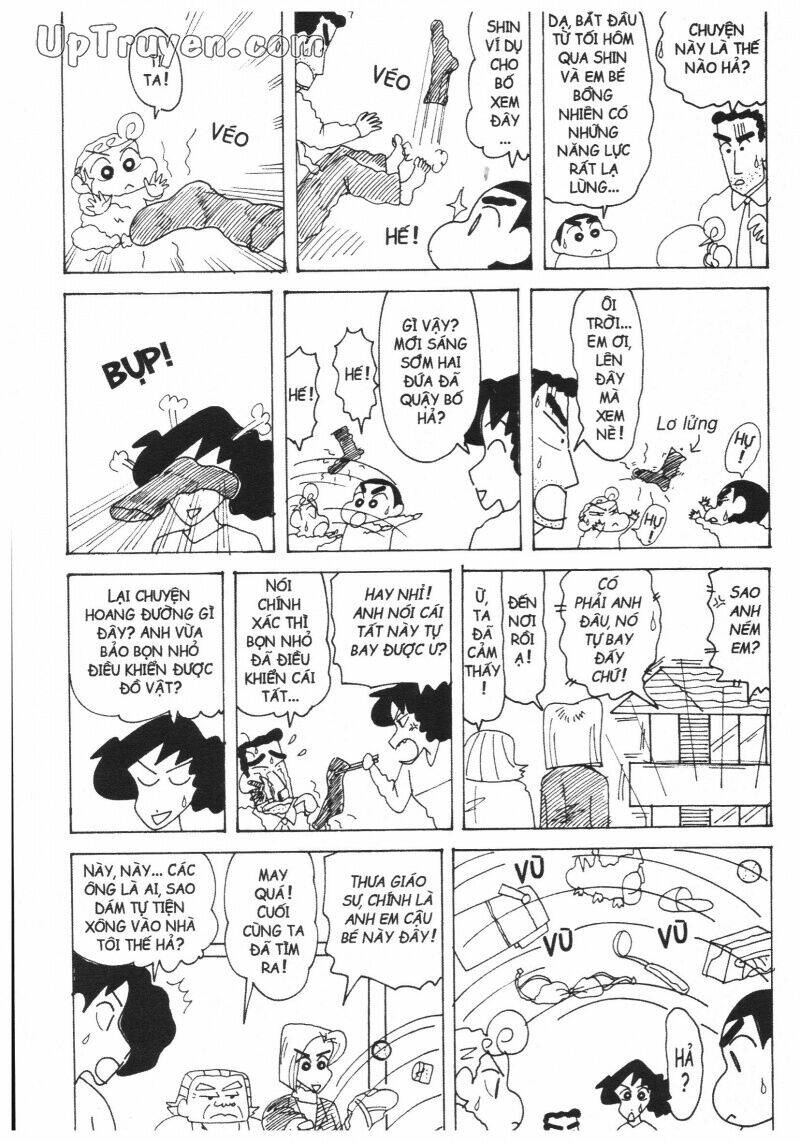 UpTruyen.com
CHUYỆN
NÀY LÀ THẾ
NÀO HẢ?
DẠ, BẮT ĐẦU
TỪ TỐI HÔM
QUA SHIN
VÀ EM BÉ
BỖNG
NHIÊN CÓ
NHỮNG
NĂNG LỰC
RẤT LẠ
LÙNG...
SHIN
VÍ DỤ
CHO
BỐ
XEM
ĐÂY
...
VÉO
HẾ!
TI,
TA!
VÉO
ÔI
TRỜI...
EM ƠI,
LÊN
ĐÂY
MÀ
XEM
NÈ!
Lơ lửng
HỰ
!
HỰ
!
GÌ VẬY?
MỚI SÁNG
SỚM HAI
ĐỨA ĐÃ
QUẬY BỐ
HẢ?
HẾ!
HẾ!
BỤP!
SAO
ANH
NÉM
EM?
CÓ
PHẢI ANH
ĐÂU, NÓ
TỰ BAY
ĐẤY
CHỨ!
ĐẾN
NƠI
RỒI
Ạ!
Ừ,
TA
ĐÃ
CẢM
THẤY!
HAY NHỈ!
ANH NÓI CÁI
TẤT NÀY TỰ
BAY ĐƯỢC Ư?
NÓI
CHÍNH
XÁC THÌ
BỌN NHỎ
ĐÃ ĐIỀU
KHIỂN CÁI
TẤT...
LẠI CHUYỆN
HOANG ĐƯỜNG GÌ
ĐÂY? ANH VỪA
BẢO BỌN NHỎ
ĐIỀU KHIỂN ĐƯỢC
ĐỒ VẬT?
VŨ
VŨ
VŨ
HẢ
?
THƯA GIÁO
SƯ, CHÍNH LÀ
ANH EM CẬU
BÉ NÀY ĐÂY!
MAY
QUÁ!
CUỐI
CÙNG TA
ĐÃ TÌM
RA!
NÀY, NÀY... CÁC
ÔNG LÀ AI, SAO
DÁM TỰ TIỆN
XÔNG VÀO NHÀ
TÔI THẾ HẢ?